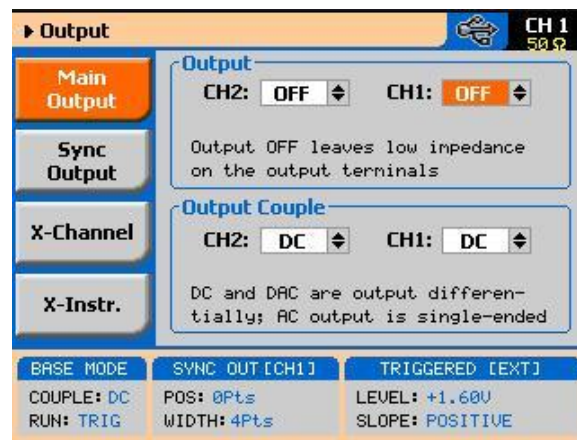 ▸ Output
CH 1
50Ω
Main
Output
Sync
Output
X-Channel
X-Instr.
Output
CH2: OFF CH1: OFF
Output OFF leaves low impedance
on the output terminals
Output Couple
CH2: DC CH1: DC
DC and DAC are output differen-
tially; AC output is single-ended
BASE MODE
COUPLE: DC
RUN: TRIG
SYNC OUT [CH1]
POS: 0Pts
WIDTH: 4Pts
TRIGGERED [EXT]
LEVEL: +1.60V
SLOPE: POSITIVE